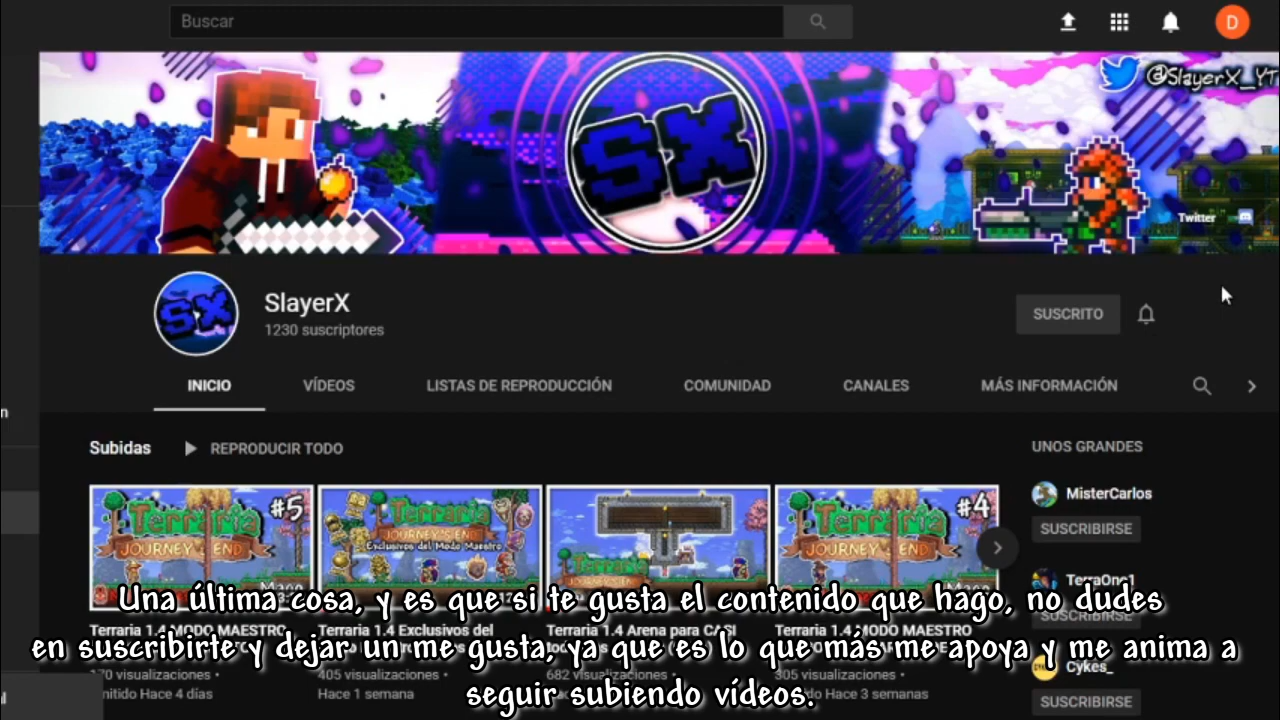 Buscar
D
@SlayerX_YT
SX
Twitter
SX
SlayerX
1230 suscriptores
SUSCRITO
INICIO
VÍDEOS
LISTAS DE REPRODUCCIÓN
COMUNIDAD
CANALES
MÁS INFORMACIÓN
Subidas
REPRODUCIR TODO
UNOS GRANDES
Terraria
JOURNEY'S END
#5
Terraria
JOURNEY'S END
Exclusivos del Modo Maestro
Terraria
JOURNEY'S END
Terraria
JOURNEY'S END
#4
MisterCarlos
SUSCRIBIRSE
SUSCRIBIRSE
Cykes_
SUSCRIBIRSE
Terraria 1.4 MODO MAESTRO
Terraria 1.4 Exclusivos del
Terraria 1.4 Arena para CASI
Terraria 1.4 MODO MAESTRO
405 visualizaciones •
Hace 1 semana
682 visualizaciones •
305 visualizaciones •
Hace 4 días
Hace 3 semanas
Una última cosa, y es que si te gusta el contenido que hago, no dudes
en suscribirte y dejar un me gusta, ya que es lo que más me apoya y me anima a
seguir subiendo vídeos.